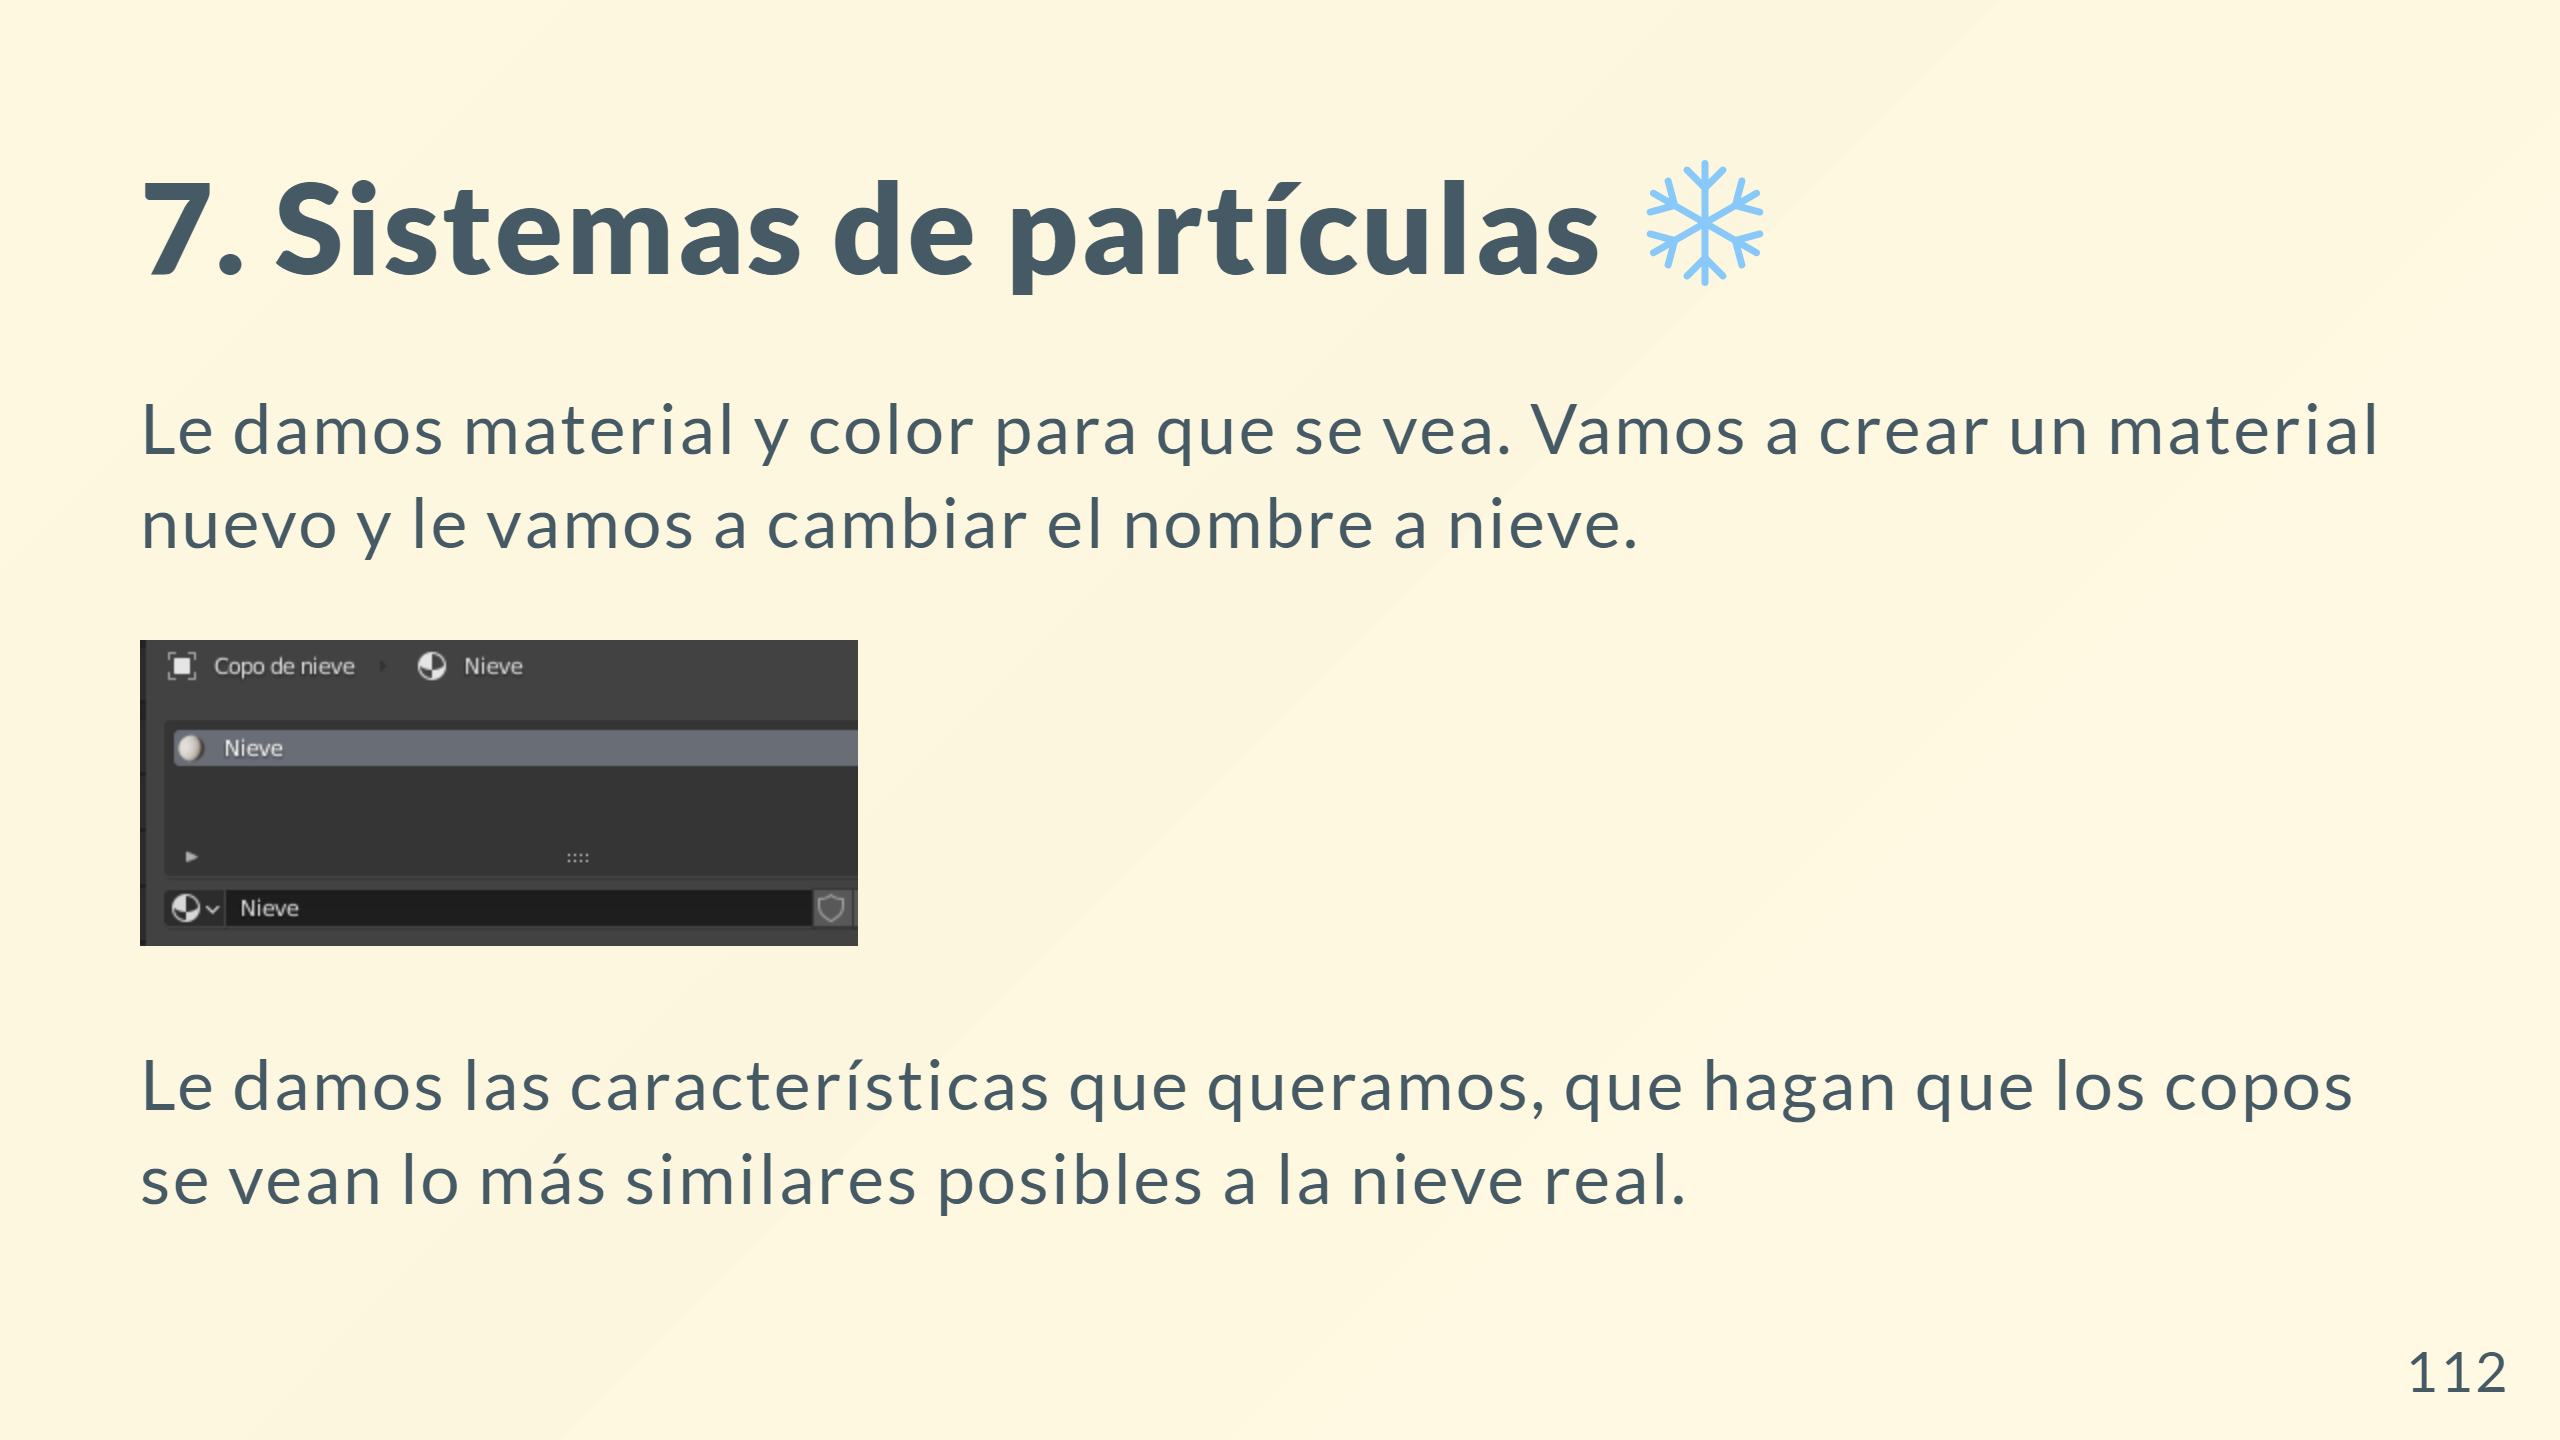 7. Sistemas de partículas ❄
Le damos material y color para que se vea. Vamos a crear un material
nuevo y le vamos a cambiar el nombre a nieve.
Copo de nieve Nieve
Nieve
Nieve
Le damos las características que queramos, que hagan que los copos
se vean lo más similares posibles a la nieve real.
112